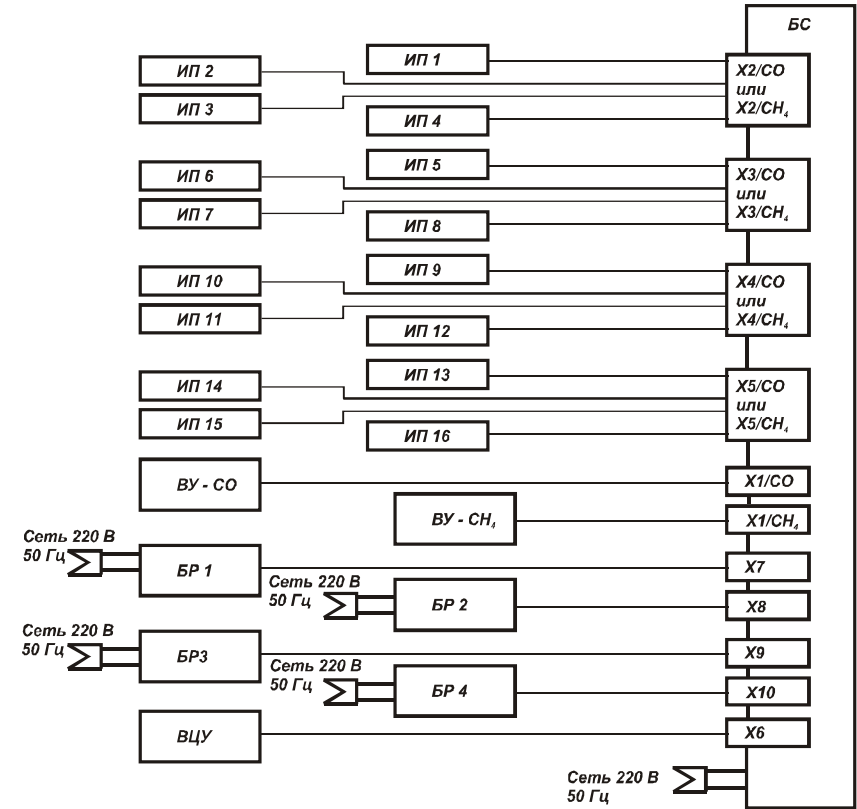 БС
ИП 1
ИП 2
ИП 3
ИП 4
X2/CO
или
X2/CH₄
ИП 5
ИП 6
ИП 7
ИП 8
X3/CO
или
X3/CH₄
ИП 9
ИП 10
ИП 11
ИП 12
X4/CO
или
X4/CH₄
ИП 13
ИП 14
ИП 15
ИП 16
X5/CO
или
X5/CH₄
ВУ - СО
X1/CO
ВУ - CH₄
X1/CH₄
Сеть 220 В
50 Гц
БР 1
X7
Сеть 220 В
50 Гц
БР 2
X8
Сеть 220 В
50 Гц
БР3
X9
Сеть 220 В
50 Гц
БР 4
X10
ВЦУ
X6
Сеть 220 В
50 Гц